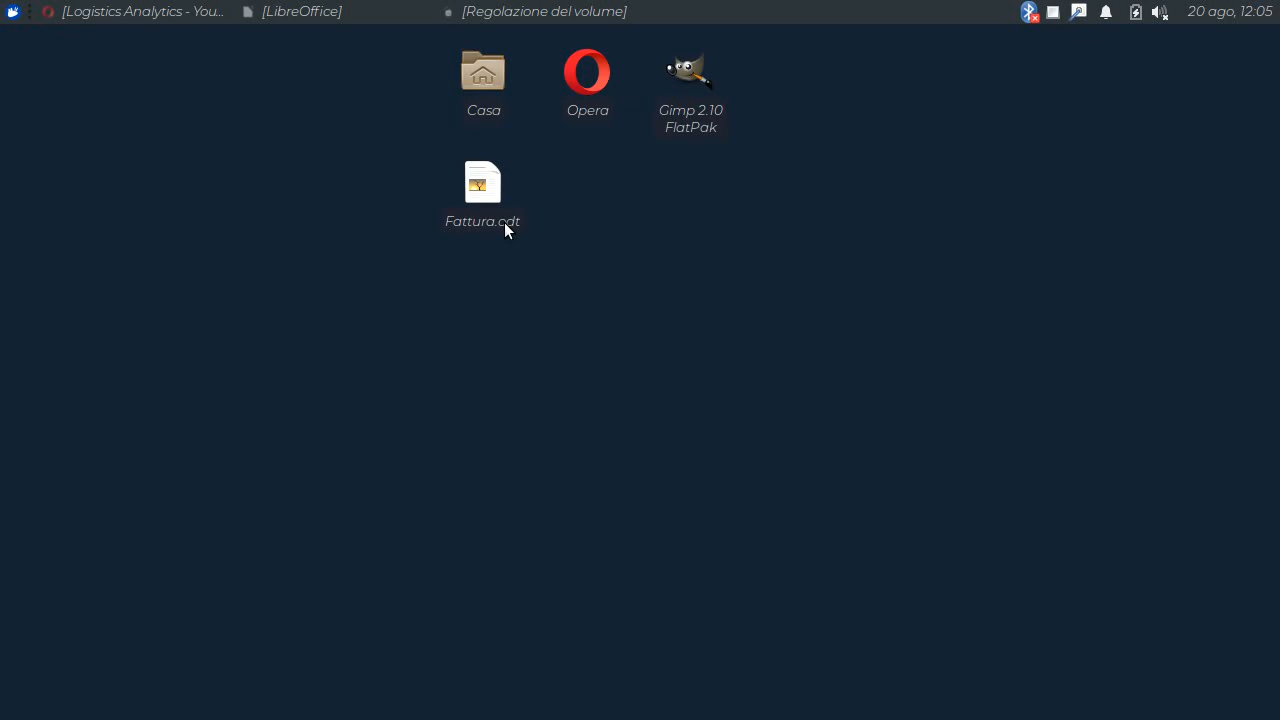 [Logistics Analytics - You... [LibreOffice] [Regolazione del volume] 20 ago, 12:05
Casa Opera Gimp 2.10
FlatPak
Fattura.odt